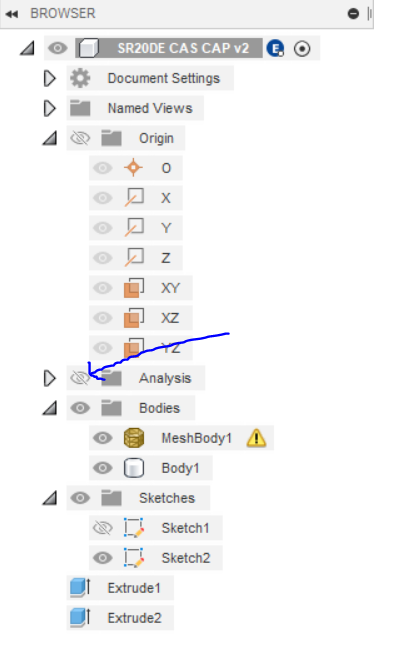 BROWSER
SR20DE CAS CAP v2 E
Document Settings
Named Views
Origin
O
X
Y
Z
XY
XZ
YZ
Analysis
Bodies
MeshBody1
Body1
Sketches
Sketch1
Sketch2
Extrude1
Extrude2